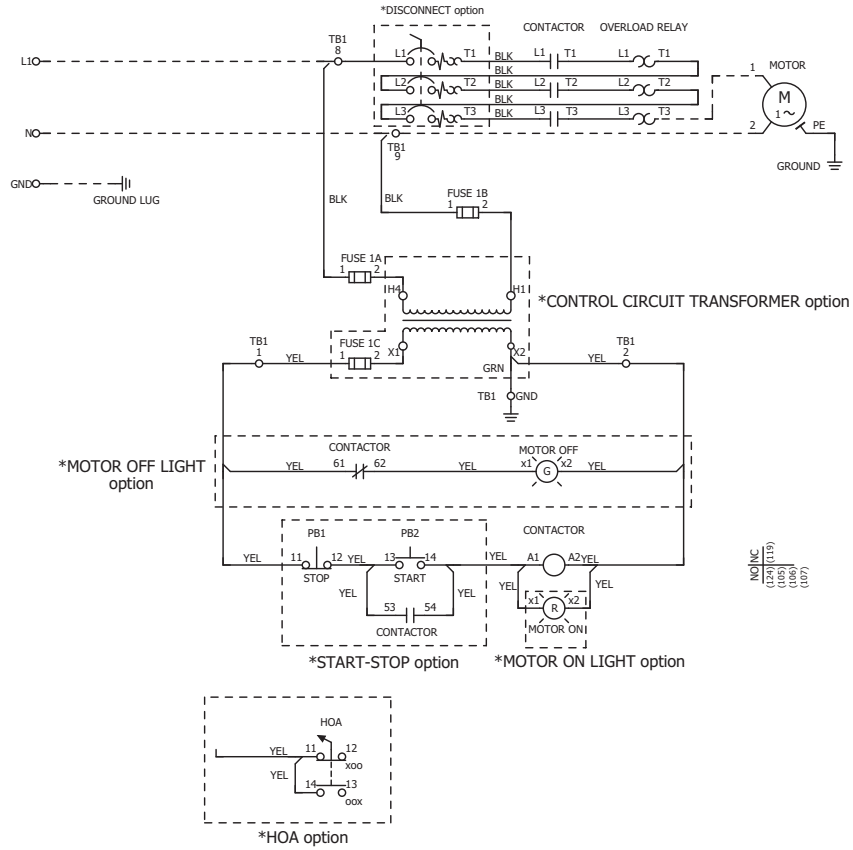 *DISCONNECT option
CONTACTOR OVERLOAD RELAY
TB1
8
L1
L1 T1 BLK L1 T1 L1 T1
BLK
L2 T2 BLK L2 T2 L2 T2
BLK
L3 T3 BLK L3 T3 L3 T3
MOTOR
1
M
1~
2
PE
GROUND
N
TB1
9
GND
GROUND LUG
BLK
BLK
FUSE 1B
1 2
FUSE 1A
1 2
H4 H1
*CONTROL CIRCUIT TRANSFORMER option
TB1
1
YEL
FUSE 1C
1 2
X1 X2
GRN
YEL
TB1
2
TB1 GND
*MOTOR OFF LIGHT
option
CONTACTOR
YEL 61 62 YEL
MOTOR OFF
x1 G x2 YEL
PB1 PB2
CONTACTOR
YEL 11 12 YEL 13 14 YEL A1 A2 YEL
STOP START
YEL YEL YEL YEL
53 54
CONTACTOR
x1 R x2
MOTOR ON
*START-STOP option
*MOTOR ON LIGHT option
NO NC
(124) (119)
(105)
(106)
(107)
HOA
YEL 11 12
xoo
YEL
14 13
oox
*HOA option